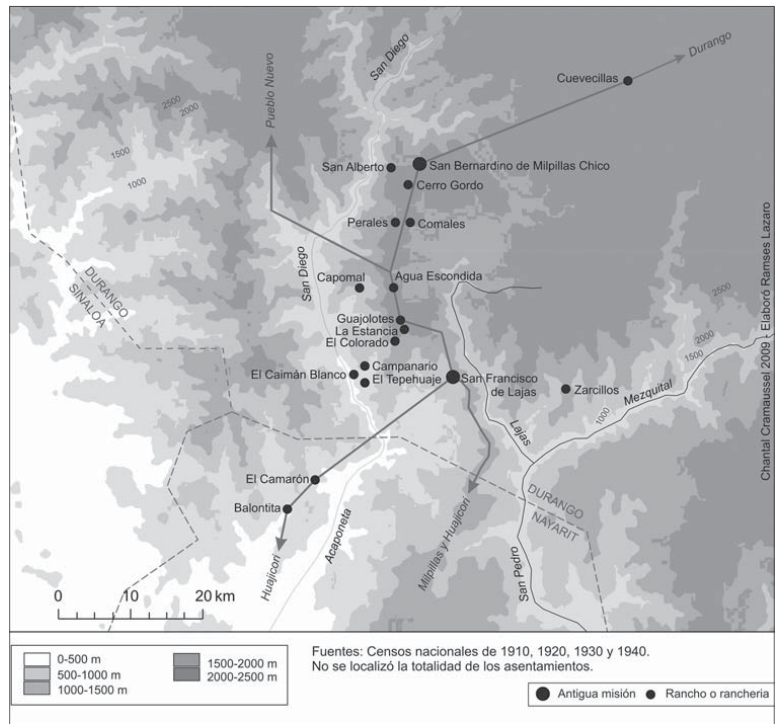 Durango
Cuevecillas
San Diego
Pueblo Nuevo
2500
2000
1500
1000
San Alberto
San Bernardino de Milpillas Chico
Cerro Gordo
Perales
Comales
San Diego
Capomal
Agua Escondida
DURANGO
SINALOA
Guajolotes
La Estancia
El Colorado
2500
2000
1500
1000
Campanario
El Caimán Blanco
El Tepehuaje
San Francisco
de Lajas
Zarcillos
Mezquital
Lajas
El Camarón
Balontita
DURANGO
NAYARIT
Huajicori
Acaponeta
Milpillas y Huajicori
San Pedro
0 10 20 km
Chantal Cramaussel 2009 - Elaboró Ramses Lazaro
0-500 m
500-1000 m
1000-1500 m
1500-2000 m
2000-2500 m
Fuentes: Censos nacionales de 1910, 1920, 1930 y 1940.
No se localizó la totalidad de los asentamientos.
Antigua misión
Rancho o rancheria